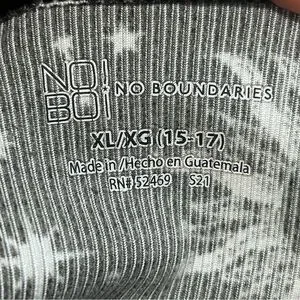 NO!
BO! NO BOUNDARIES
XL/XG (15-17)
Made in /Hecho en Guatemala
RN# 52469 S21